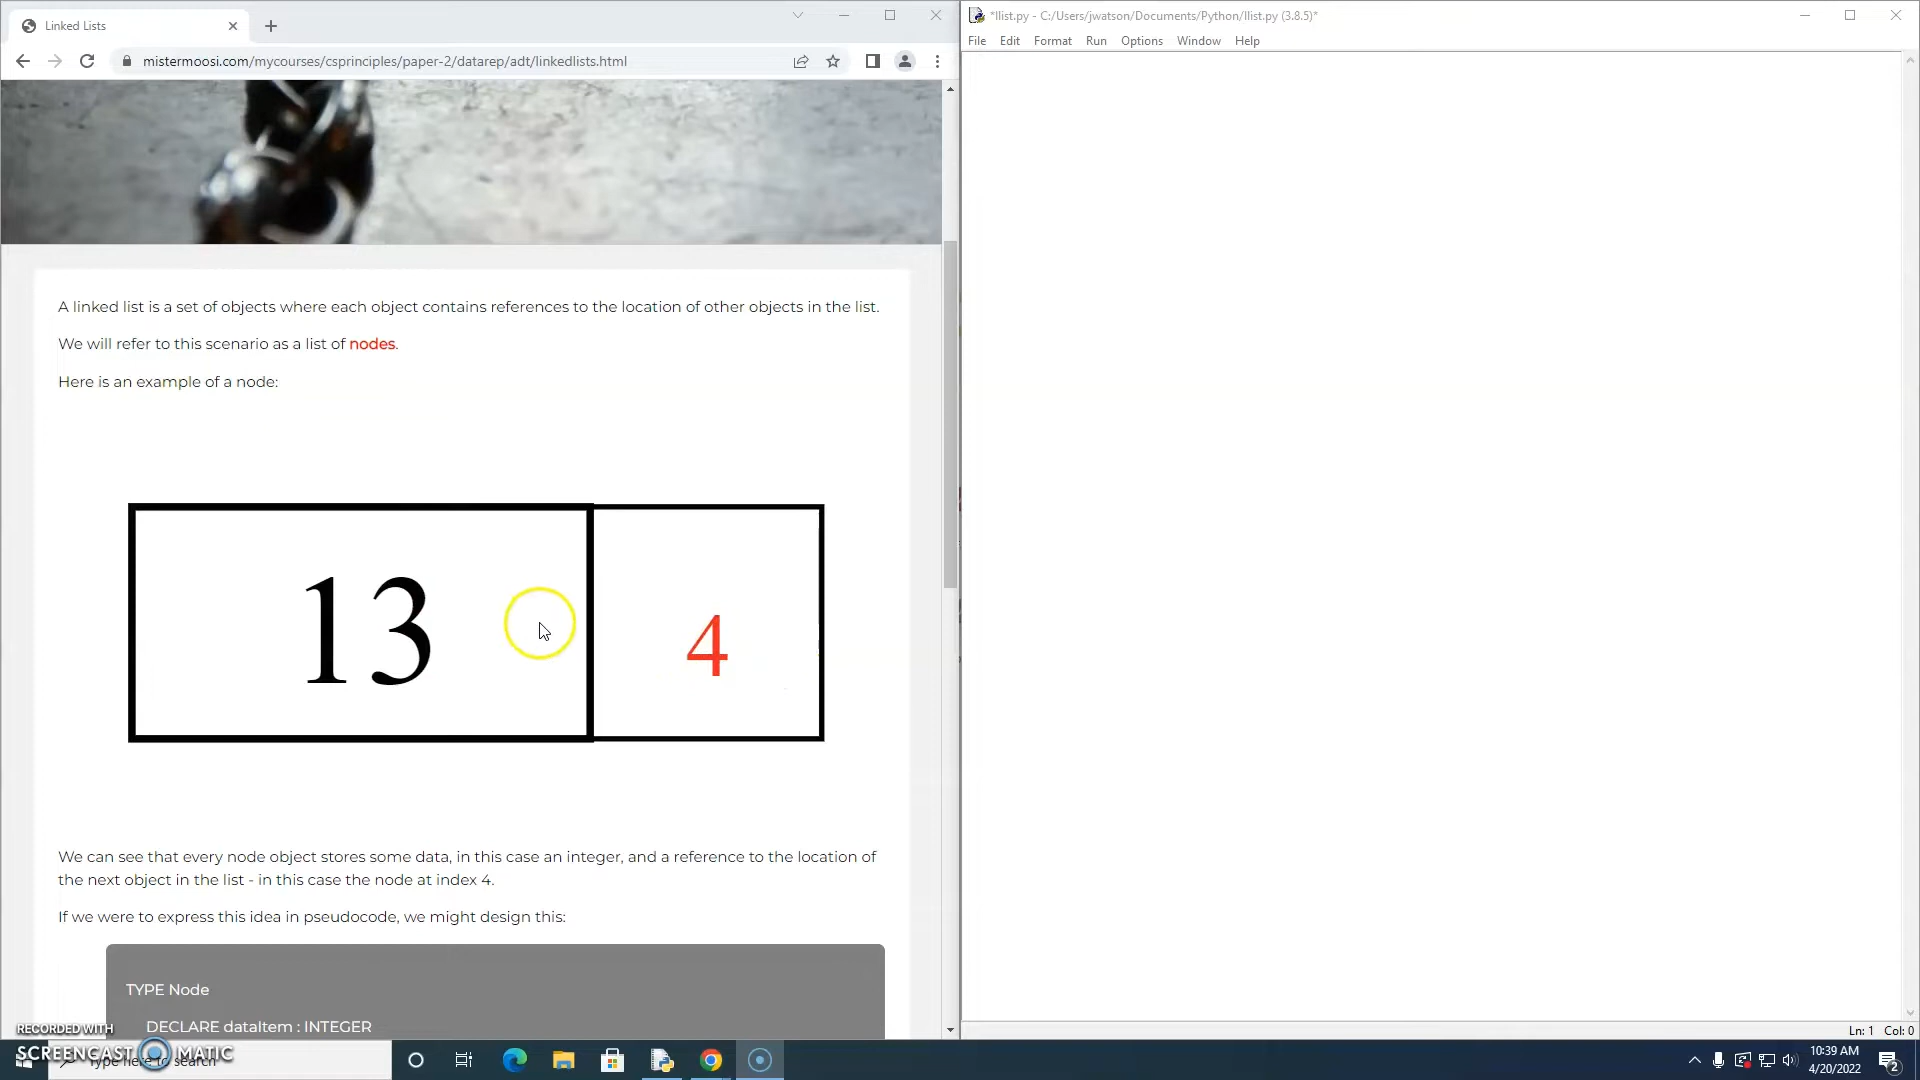 Linked Lists
mistermoosi.com/mycourses/csprinciples/paper-2/datarep/adt/linkedlists.html
A linked list is a set of objects where each object contains references to the location of other objects in the list.
We will refer to this scenario as a list of nodes.
Here is an example of a node:
13
4
We can see that every node object stores some data, in this case an integer, and a reference to the location of
the next object in the list - in this case the node at index 4.
If we were to express this idea in pseudocode, we might design this:
TYPE Node
DECLARE dataItem : INTEGER
*llist.py - C:/Users/jwatson/Documents/Python/llist.py (3.8.5)*
File Edit Format Run Options Window Help
Ln: 1 Col: 0
RECORDED WITH
SCREENCAST MATIC
Type here to search
10:39 AM
4/20/2022
2